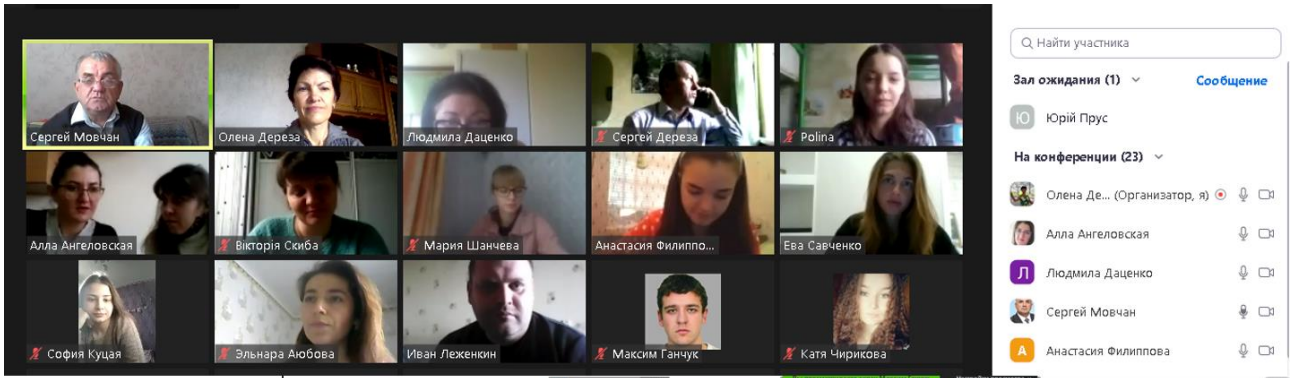 Сергей Мовчан
Олена Дереза
Людмила Даценко
Сергей Дереза
Polina
Алла Ангеловская
Вікторія Скиба
Мария Шанчева
Анастасия Филиппо...
Ева Савченко
София Куцая
Эльнара Аюбова
Иван Леженкин
Максим Ганчук
Катя Чирикова
Найти участника
Зал ожидания (1)
Сообщение
Ю
Юрій Прус
На конференции (23)
Олена Де... (Организатор, я)
Алла Ангеловская
Л
Людмила Даценко
Сергей Мовчан
А
Анастасия Филиппова